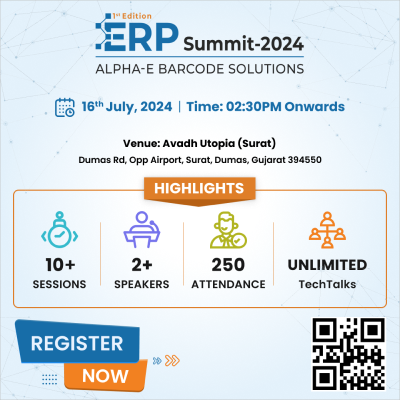 1st Edition
ERP Summit-2024
ALPHA-E BARCODE SOLUTIONS
16th July, 2024 | Time: 02:30PM Onwards
Venue: Avadh Utopia (Surat)
Dumas Rd, Opp Airport, Surat, Dumas, Gujarat 394550
HIGHLIGHTS
10+ 2+ 250 UNLIMITED
SESSIONS SPEAKERS ATTENDANCE TechTalks
REGISTER
NOW